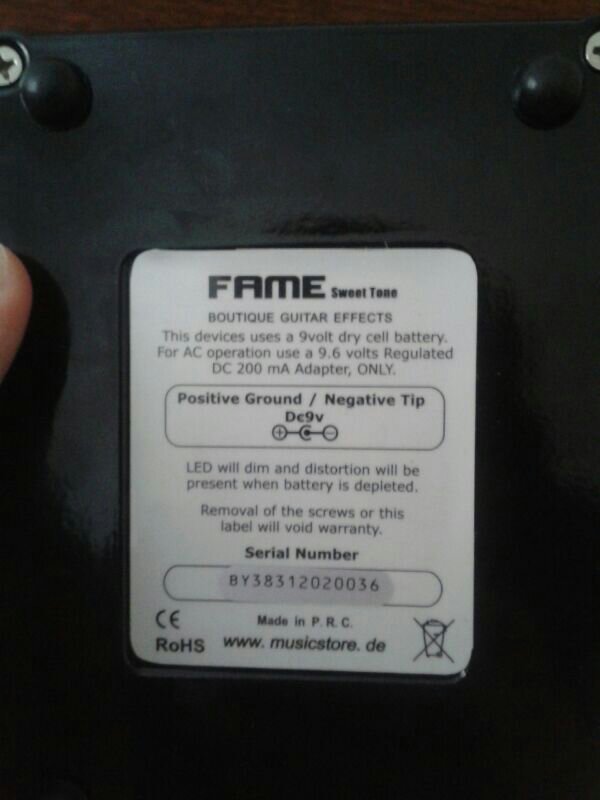 FAME Sweet Tone
BOUTIQUE GUITAR EFFECTS
This devices uses a 9volt dry cell battery.
For AC operation use a 9.6 volts Regulated
DC 200 mA Adapter, ONLY.
Positive Ground / Negative Tip
Dc9v
LED will dim and distortion will be
present when battery is depleted.
Removal of the screws or this
label will void warranty.
Serial Number
BY38312020036
CE
Made in P. R. C.
RoHS www. musicstore. de